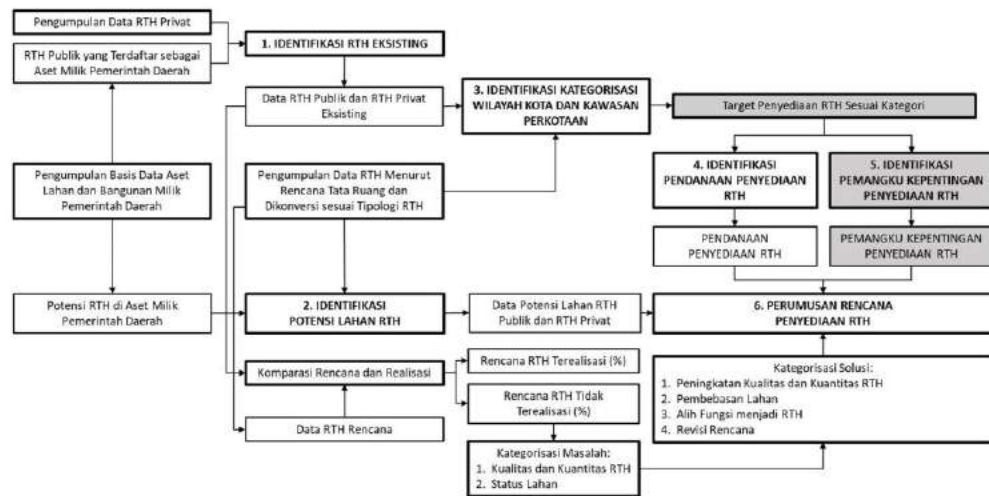 Pengumpulan Data RTH Privat
RTH Publik yang Terdaftar sebagai
Aset Milik Pemerintah Daerah
Pengumpulan Basis Data Aset
Lahan dan Bangunan Milik
Pemerintah Daerah
Potensi RTH di Aset Milik
Pemerintah Daerah
1. IDENTIFIKASI RTH EKSISTING
Data RTH Publik dan RTH Privat
Eksisting
Pengumpulan Data RTH Menurut
Rencana Tata Ruang dan
Dikonversi sesuai Tipologi RTH
2. IDENTIFIKASI
POTENSI LAHAN RTH
Komparasi Rencana dan Realisasi
Data RTH Rencana
3. IDENTIFIKASI KATEGORISASI
WILAYAH KOTA DAN KAWASAN
PERKOTAAN
Data Potensi Lahan RTH
Publik dan RTH Privat
Rencana RTH Terealisasi (%)
Rencana RTH Tidak
Terealisasi (%)
Kategorisasi Masalah:
1. Kualitas dan Kuantitas RTH
2. Status Lahan
Target Penyediaan RTH Sesuai Kategori
4. IDENTIFIKASI
PENDANAAN PENYEDIAAN
RTH
5. IDENTIFIKASI
PEMANGKU KEPENTINGAN
PENYEDIAAN RTH
PENDANAAN
PENYEDIAAN RTH
PEMANGKU KEPENTINGAN
PENYEDIAAN RTH
6. PERUMUSAN RENCANA
PENYEDIAAN RTH
Kategorisasi Solusi:
1. Peningkatan Kualitas dan Kuantitas RTH
2. Pembebasan Lahan
3. Alih Fungsi menjadi RTH
4. Revisi Rencana